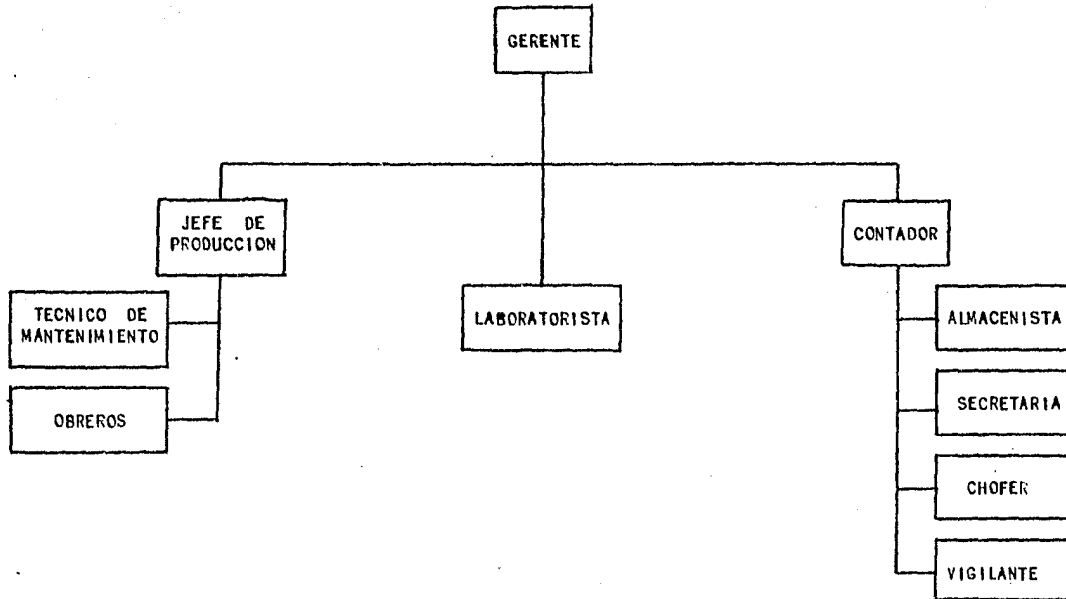 GERENTE
JEFE DE
PRODUCCION
CONTADOR
TECNICO DE
MANTENIMIENTO
LABORATORISTA
ALMACENISTA
OBREROS
SECRETARIA
CHOFER
VIGILANTE